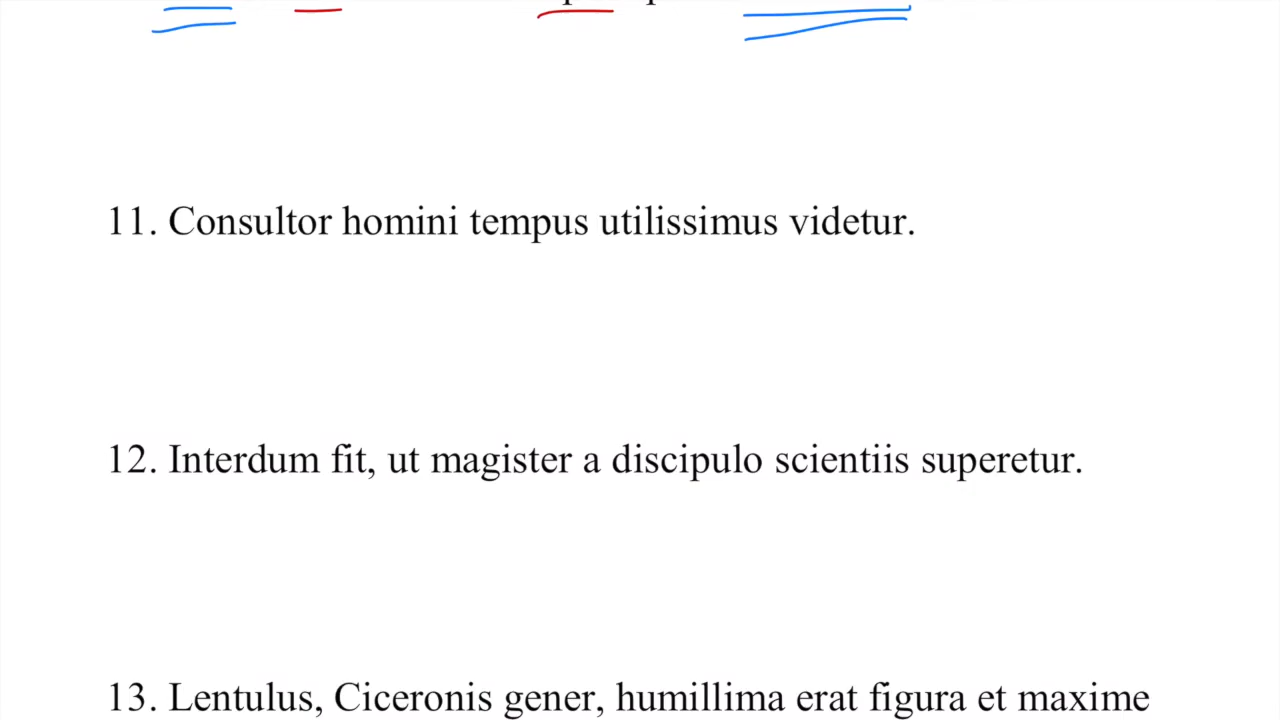 11. Consultor homini tempus utilissimus videtur.
12. Interdum fit, ut magister a discipulo scientiis superetur.
13. Lentulus, Ciceronis gener, humillima erat figura et maxime